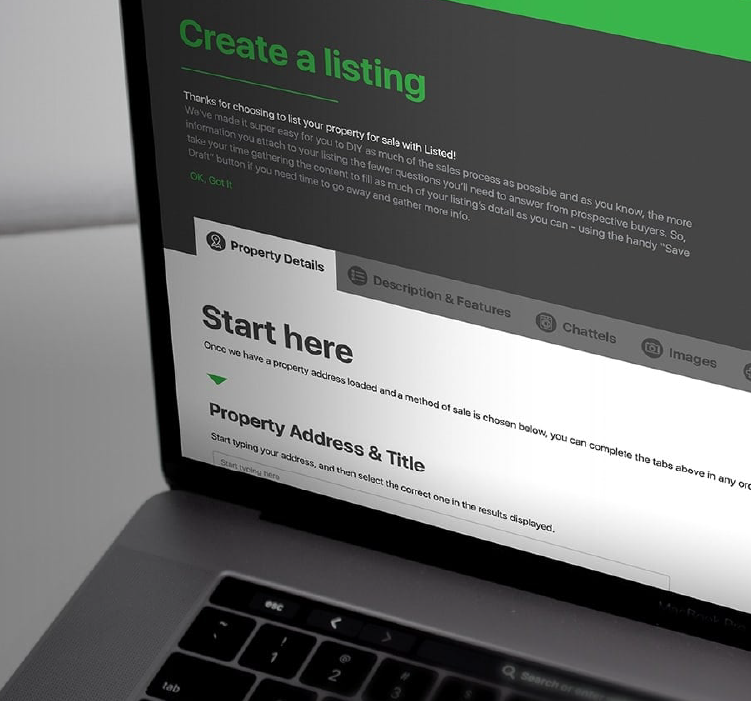 Create a listing
Thanks for choosing to list your property for sale with Listed!
We've made it super easy for you to DIY as much of the sales process as possible and as you know, the more
information you attach to your listing the fewer questions you'll need to answer from prospective buyers. So,
take your time gathering the content to fill as much of your listing's detail as you can – using the handy "Save
Draft" button if you need time to go away and gather more info.
OK, Got It
Property Details
Description & Features
Chattels
Images
Start here
Once we have a property address loaded and a method of sale is chosen below, you can complete the tabs above in any
Property Address & Title
Start typing your address, and then select the correct one in the results displayed.
Start typing here
MacBook Pro
esc
Search or enter
~
`
!
1
@
2
#
3
tab